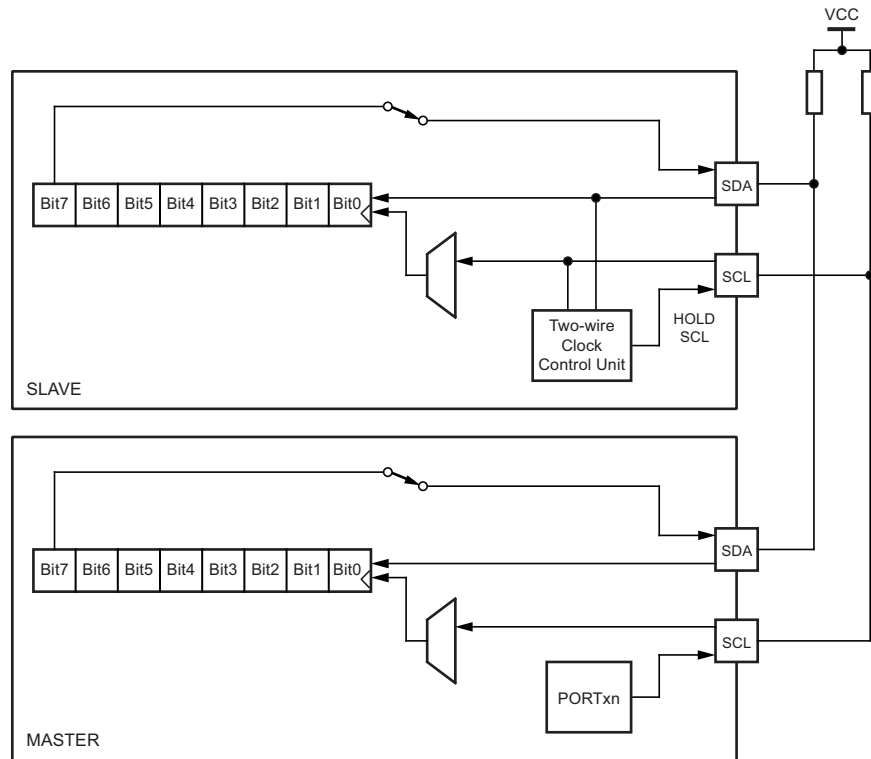 VCC
SDA
Bit7 Bit6 Bit5 Bit4 Bit3 Bit2 Bit1 Bit0
SCL
Two-wire
Clock
Control Unit
HOLD
SCL
SLAVE
SDA
Bit7 Bit6 Bit5 Bit4 Bit3 Bit2 Bit1 Bit0
SCL
PORTxn
MASTER